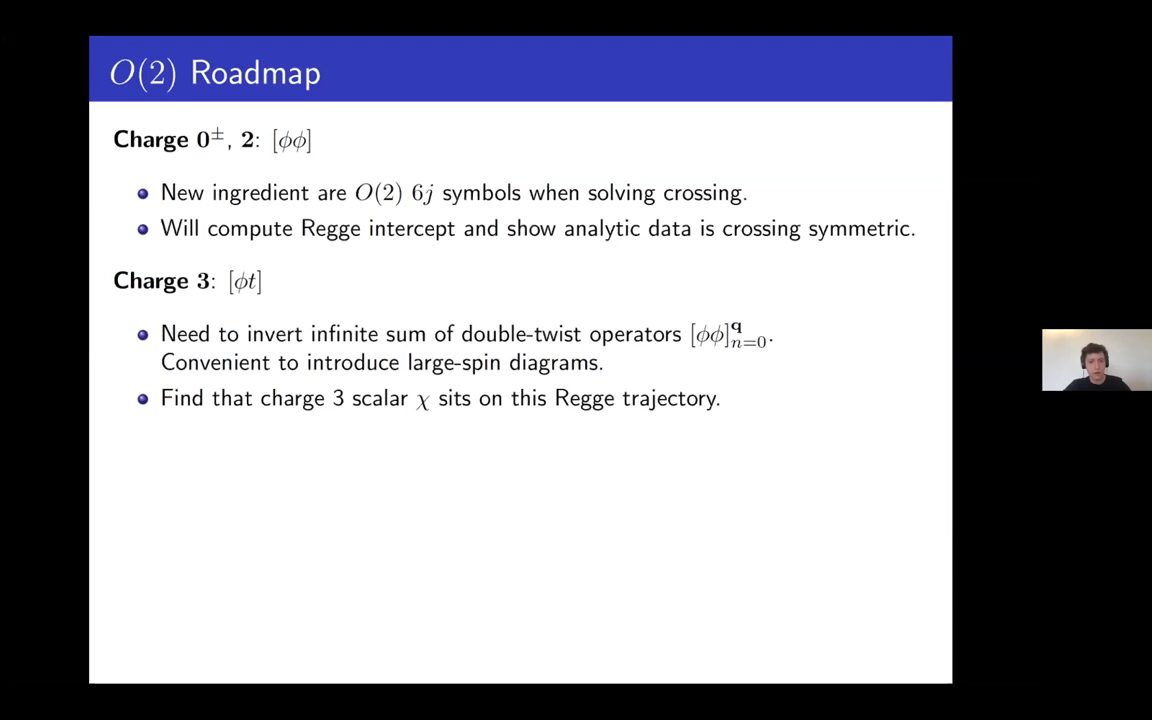 O(2) Roadmap
Charge 0±, 2: [ϕϕ]
New ingredient are O(2) 6j symbols when solving crossing.
Will compute Regge intercept and show analytic data is crossing symmetric.
Charge 3: [ϕt]
Need to invert infinite sum of double-twist operators [ϕϕ]^q_{n=0}.
Convenient to introduce large-spin diagrams.
Find that charge 3 scalar χ sits on this Regge trajectory.